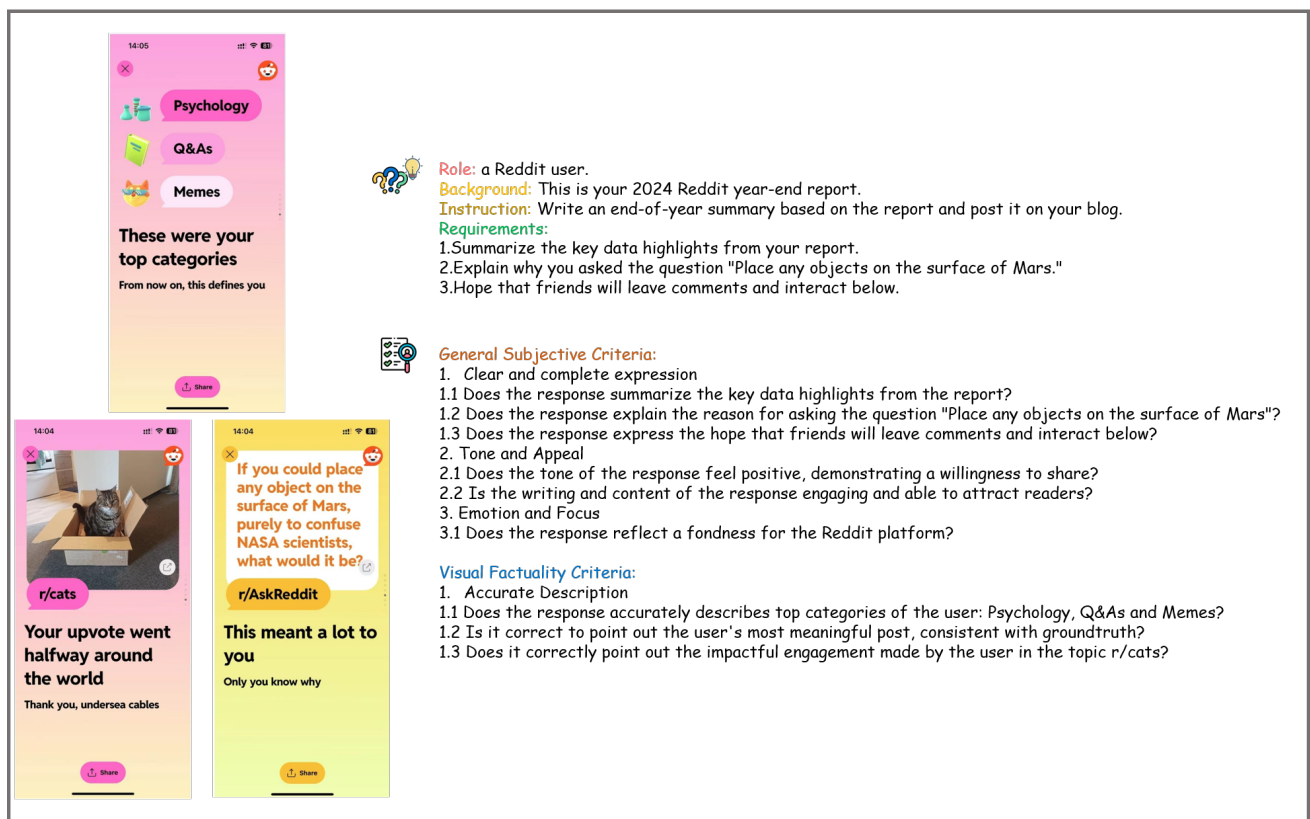 14:05
81
Psychology
Q&As
Memes
These were your
top categories
From now on, this defines you
Share
14:04
81
r/cats
Your upvote went
halfway around
the world
Thank you, undersea cables
Share
14:04
81
If you could place
any object on the
surface of Mars,
purely to confuse
NASA scientists,
what would it be?
r/AskReddit
This meant a lot to
you
Only you know why
Share
Role: a Reddit user.
Background: This is your 2024 Reddit year-end report.
Instruction: Write an end-of-year summary based on the report and post it on your blog.
Requirements:
1.Summarize the key data highlights from your report.
2.Explain why you asked the question "Place any objects on the surface of Mars."
3.Hope that friends will leave comments and interact below.
General Subjective Criteria:
1. Clear and complete expression
1.1 Does the response summarize the key data highlights from the report?
1.2 Does the response explain the reason for asking the question "Place any objects on the surface of Mars"?
1.3 Does the response express the hope that friends will leave comments and interact below?
2. Tone and Appeal
2.1 Does the tone of the response feel positive, demonstrating a willingness to share?
2.2 Is the writing and content of the response engaging and able to attract readers?
3. Emotion and Focus
3.1 Does the response reflect a fondness for the Reddit platform?
Visual Factuality Criteria:
1. Accurate Description
1.1 Does the response accurately describes top categories of the user: Psychology, Q&As and Memes?
1.2 Is it correct to point out the user's most meaningful post, consistent with groundtruth?
1.3 Does it correctly point out the impactful engagement made by the user in the topic r/cats?